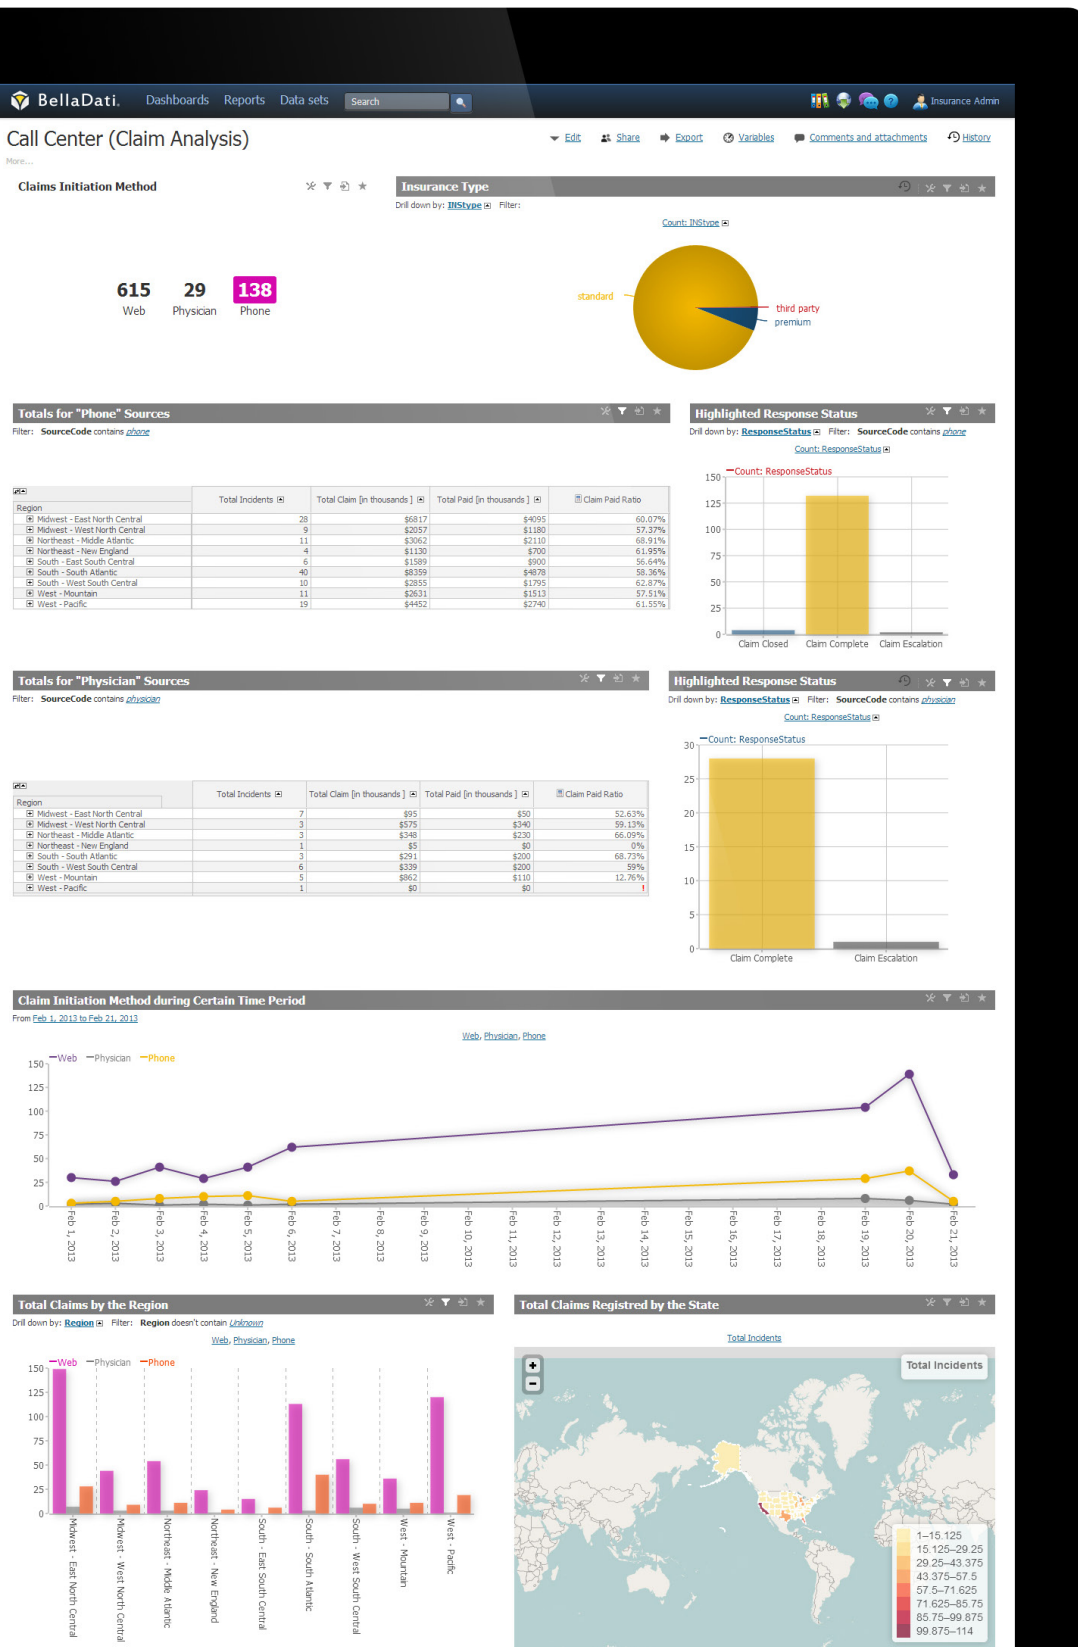 BellaDati. Dashboards Reports Data sets Search Insurance Admin
Call Center (Claim Analysis) Edit Share Export Variables Comments and attachments History
More...
Claims Initiation Method
615 29 138
Web Physician Phone
Insurance Type
Drill down by: INStype Filter:
Count: INStype
standard
third party
premium
Totals for "Phone" Sources
Filter: SourceCode contains phone
Region Total Incidents Total Claim [in thousands ] Total Paid [in thousands ] Claim Paid Ratio
Midwest - East North Central 28 $6817 $4095 60.07%
Midwest - West North Central 9 $2057 $1180 57.37%
Northeast - Middle Atlantic 11 $3062 $2110 68.91%
Northeast - New England 4 $1130 $700 61.95%
South - East South Central 6 $1589 $900 56.64%
South - South Atlantic 40 $8359 $4878 58.36%
South - West South Central 10 $2855 $1795 62.87%
West - Mountain 11 $2631 $1513 57.51%
West - Pacific 19 $4452 $2740 61.55%
Highlighted Response Status
Drill down by: ResponseStatus Filter: SourceCode contains phone
Count: ResponseStatus
Count: ResponseStatus
150
125
100
75
50
25
0
Claim Closed Claim Complete Claim Escalation
Totals for "Physician" Sources
Filter: SourceCode contains physician
Region Total Incidents Total Claim [in thousands ] Total Paid [in thousands ] Claim Paid Ratio
Midwest - East North Central 7 $95 $50 52.63%
Midwest - West North Central 3 $575 $340 59.13%
Northeast - Middle Atlantic 3 $348 $230 66.09%
Northeast - New England 1 $5 $0 0%
South - South Atlantic 3 $291 $200 68.73%
South - West South Central 6 $339 $200 59%
West - Mountain 5 $862 $110 12.76%
West - Pacific 1 $0 $0 !
Highlighted Response Status
Drill down by: ResponseStatus Filter: SourceCode contains physician
Count: ResponseStatus
Count: ResponseStatus
30
25
20
15
10
5
0
Claim Complete Claim Escalation
Claim Initiation Method during Certain Time Period
From Feb 1, 2013 to Feb 21, 2013
Web, Physician, Phone
Web Physician Phone
150
125
100
75
50
25
0
Feb 1, 2013
Feb 2, 2013
Feb 3, 2013
Feb 4, 2013
Feb 5, 2013
Feb 6, 2013
Feb 7, 2013
Feb 8, 2013
Feb 9, 2013
Feb 10, 2013
Feb 11, 2013
Feb 12, 2013
Feb 13, 2013
Feb 14, 2013
Feb 15, 2013
Feb 16, 2013
Feb 17, 2013
Feb 18, 2013
Feb 19, 2013
Feb 20, 2013
Feb 21, 2013
Total Claims by the Region
Drill down by: Region Filter: Region doesn't contain Unknown
Web, Physician, Phone
Web Physician Phone
150
125
100
75
50
25
0
Midwest - East North Central
Midwest - West North Central
Northeast - Middle Atlantic
Northeast - New England
South - East South Central
South - South Atlantic
South - West South Central
West - Mountain
West - Pacific
Total Claims Registred by the State
Total Incidents
+
−
Total Incidents
1–15.125
15.125–29.25
29.25–43.375
43.375–57.5
57.5–71.625
71.625–85.75
85.75–99.875
99.875–114